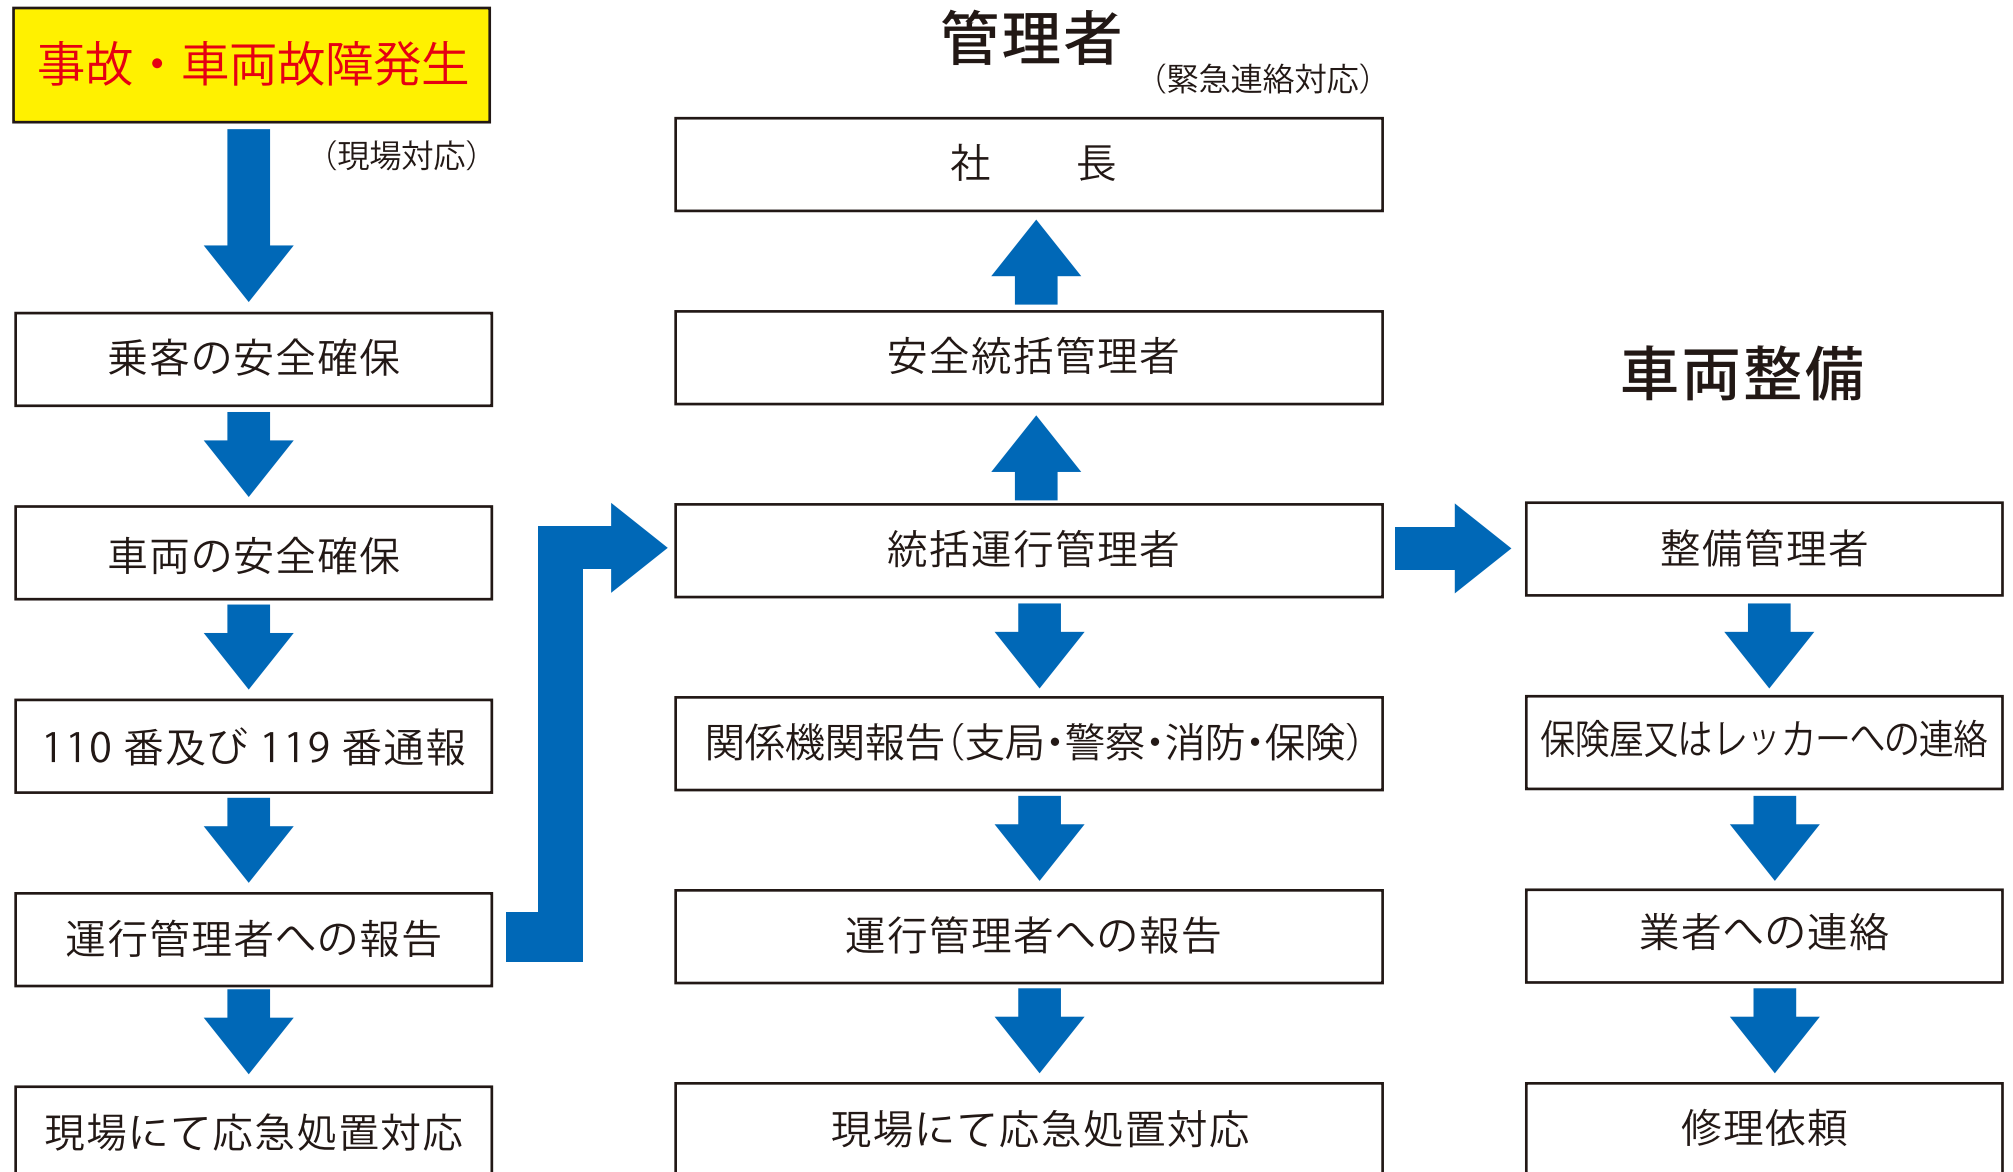 事故・車両故障発生
（現場対応）
乗客の安全確保
車両の安全確保
110 番及び 119 番通報
運行管理者への報告
現場にて応急処置対応
管理者
（緊急連絡対応）
社　　長
安全統括管理者
統括運行管理者
関係機関報告（支局・警察・消防・保険）
運行管理者への報告
現場にて応急処置対応
車両整備
整備管理者
保険屋又はレッカーへの連絡
業者への連絡
修理依頼